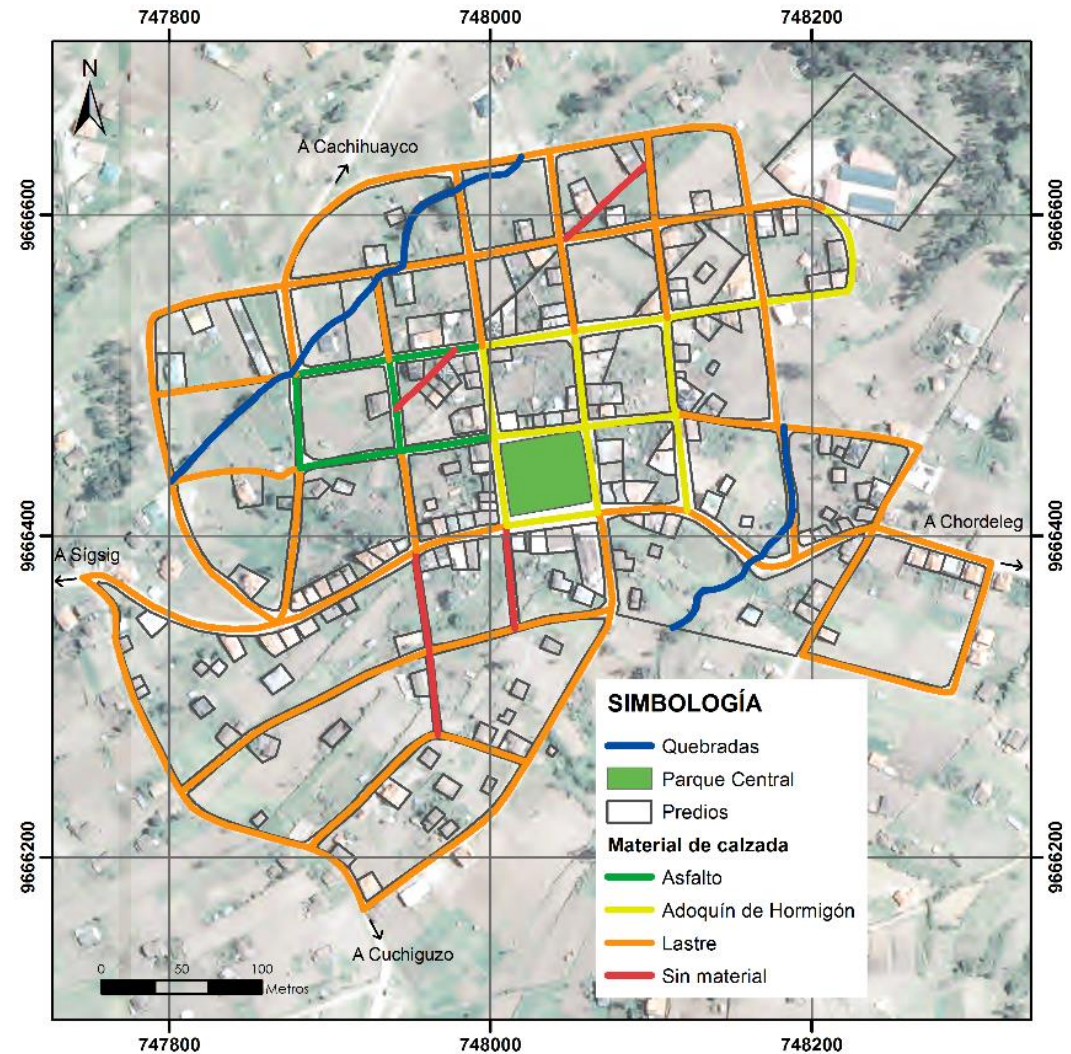 747800 748000 748200
N
A Cachihuayco
9666600 9666600
9666400 9666400
A Chordeleg
A Sigsig
SIMBOLOGÍA
Quebradas
Parque Central
Predios
Material de calzada
9666200 9666200
Asfalto
Adoquín de Hormigón
Lastre
Sin material
A Cuchiguzo
0 50 100
Metros
747800 748000 748200